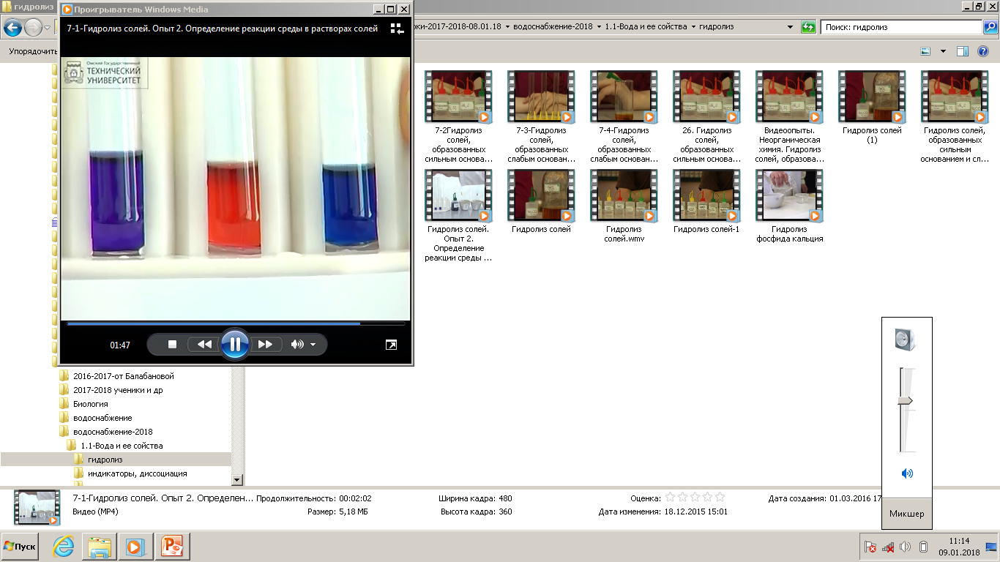 гидролиз
Проигрыватель Windows Media
7-1-Гидролиз солей. Опыт 2. Определение реакции среды в растворах солей
Омский Государственный
ТЕХНИЧЕСКИЙ
УНИВЕРСИТЕТ
01:47
оки-2017-2018-08.01.18 водоснабжение-2018 1.1-Вода и ее сойства гидролиз
Поиск: гидролиз
Упорядочить
7-2Гидролиз
солей,
образованных
сильным основа...
7-3-Гидролиз
солей,
образованных
слабым основан...
7-4-Гидролиз
солей,
образованных
слабым основан...
26. Гидролиз
солей,
образованных
сильным основа...
Видеоопыты.
Неорганическая
химия. Гидролиз
солей, образова...
Гидролиз солей
(1)
Гидролиз солей,
образованных
сильным
основанием и сл...
Гидролиз солей.
Опыт 2.
Определение
реакции среды ...
Гидролиз солей
Гидролиз
солей.wmv
Гидролиз солей-1
Гидролиз
фосфида кальция
2016-2017-от Балабановой
2017-2018 ученики и др
Биология
водоснабжение
водоснабжение-2018
1.1-Вода и ее сойства
гидролиз
индикаторы, диссоциация
Микшер
7-1-Гидролиз солей. Опыт 2. Определен... Продолжительность: 00:02:02 Ширина кадра: 480 Оценка: Дата создания: 01.03.2016 17
Видео (MP4) Размер: 5,18 МБ Высота кадра: 360 Дата изменения: 18.12.2015 15:01
Пуск
11:14
09.01.2018